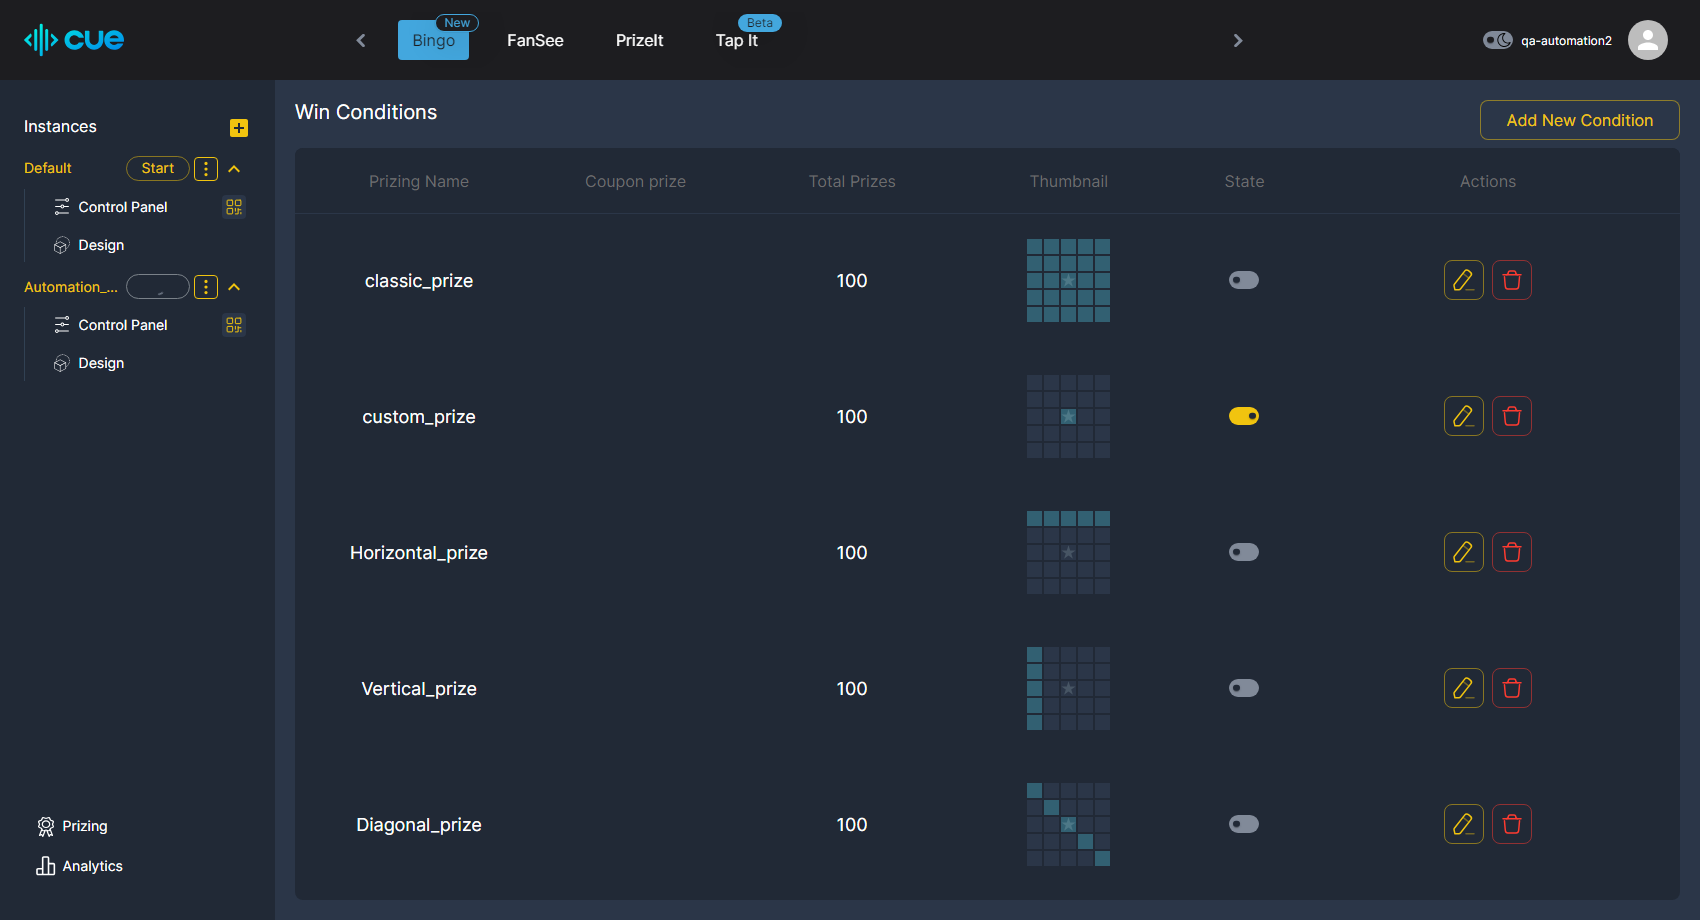 cue
Bingo
New
FanSee
PrizeIt
Tap It
Beta
qa-automation2
Instances
Default
Start
Control Panel
Design
Automation_...
Control Panel
Design
Prizing
Analytics
Win Conditions
Add New Condition
Prizing Name Coupon prize Total Prizes Thumbnail State Actions
classic_prize 100
custom_prize 100
Horizontal_prize 100
Vertical_prize 100
Diagonal_prize 100